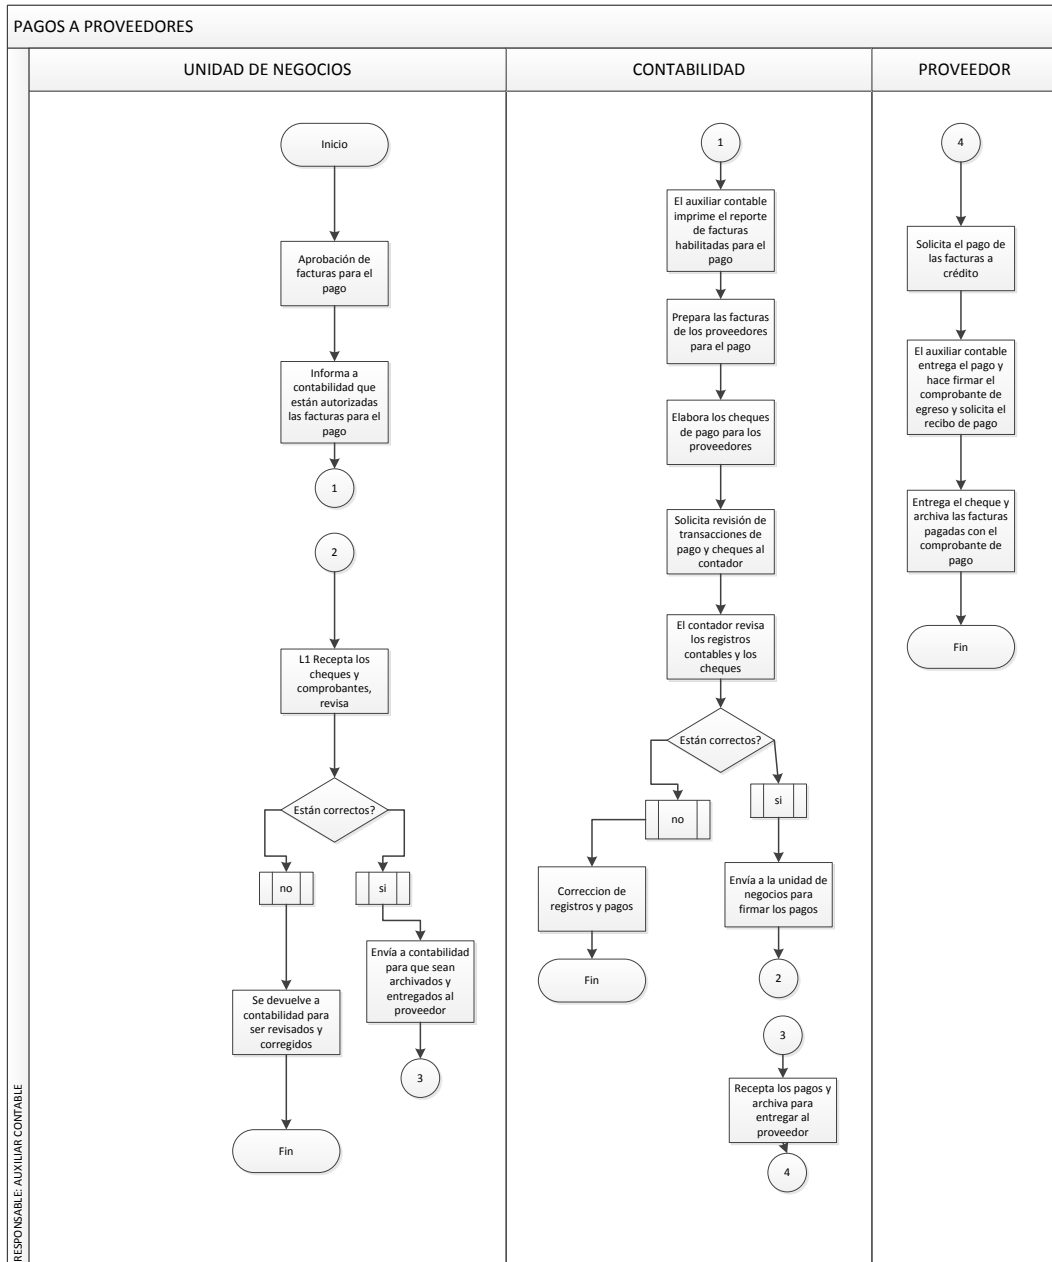 PAGOS A PROVEEDORES
UNIDAD DE NEGOCIOS
CONTABILIDAD
PROVEEDOR
RESPONSABLE: AUXILIAR CONTABLE
Inicio
Aprobación de
facturas para el
pago
Informa a
contabilidad que
están autorizadas
las facturas para el
pago
1
2
L1 Recepta los
cheques y
comprobantes,
revisa
Están correctos?
no
si
Envía a contabilidad
para que sean
archivados y
entregados al
proveedor
Se devuelve a
contabilidad para
ser revisados y
corregidos
3
Fin
1
El auxiliar contable
imprime el reporte
de facturas
habilitadas para el
pago
Prepara las facturas
de los proveedores
para el pago
Elabora los cheques
de pago para los
proveedores
Solicita revisión de
transacciones de
pago y cheques al
contador
El contador revisa
los registros
contables y los
cheques
Están correctos?
si
no
Correccion de
registros y pagos
Envía a la unidad de
negocios para
firmar los pagos
Fin
2
3
Recepta los pagos y
archiva para
entregar al
proveedor
4
4
Solicita el pago de
las facturas a
crédito
El auxiliar contable
entrega el pago y
hace firmar el
comprobante de
egreso y solicita el
recibo de pago
Entrega el cheque y
archiva las facturas
pagadas con el
comprobante de
pago
Fin